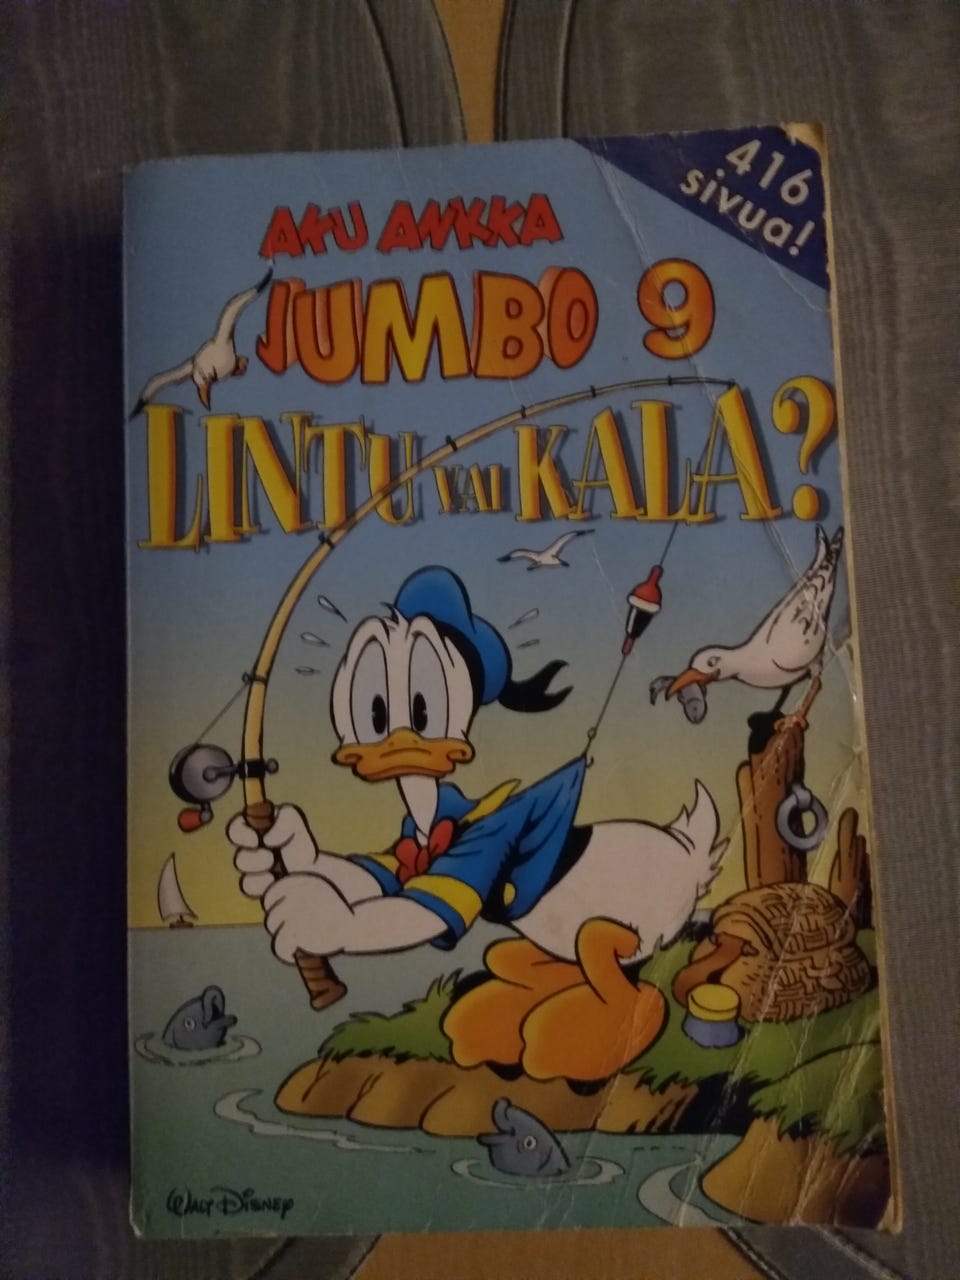 416
sivua!
AKU ANKKA
JUMBO 9
LINTU VAI KALA?
WALT DISNEY